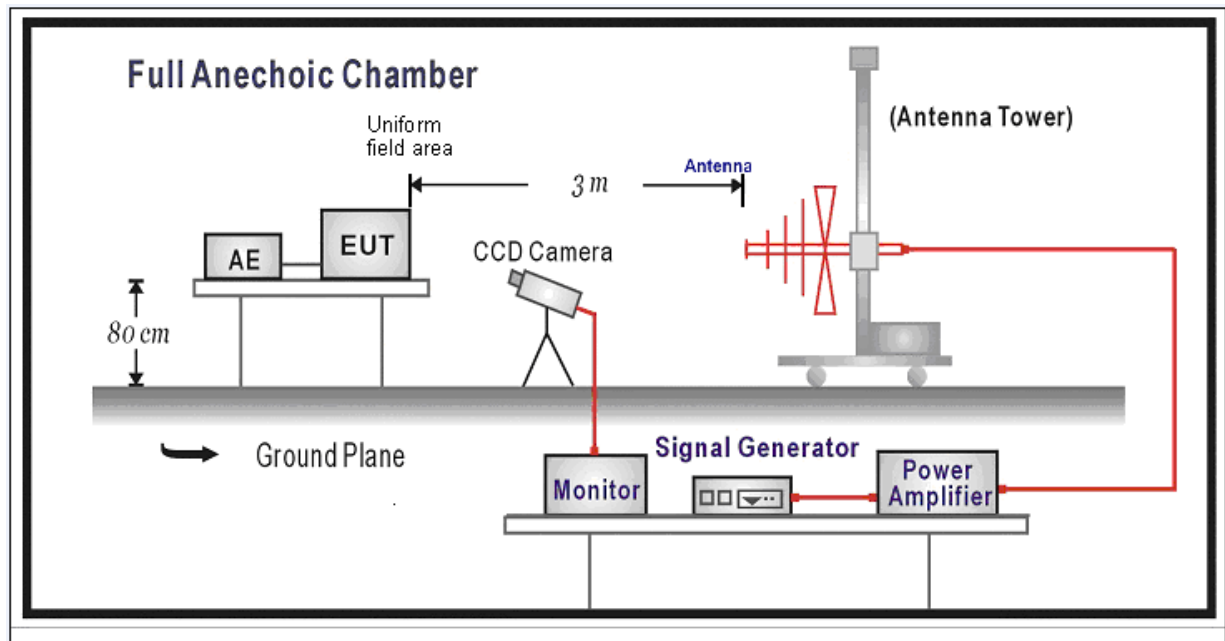 Full Anechoic Chamber
(Antenna Tower)
Uniform
field area
Antenna
3 m
AE
EUT
CCD Camera
80 cm
Ground Plane
Signal Generator
Monitor
Power
Amplifier